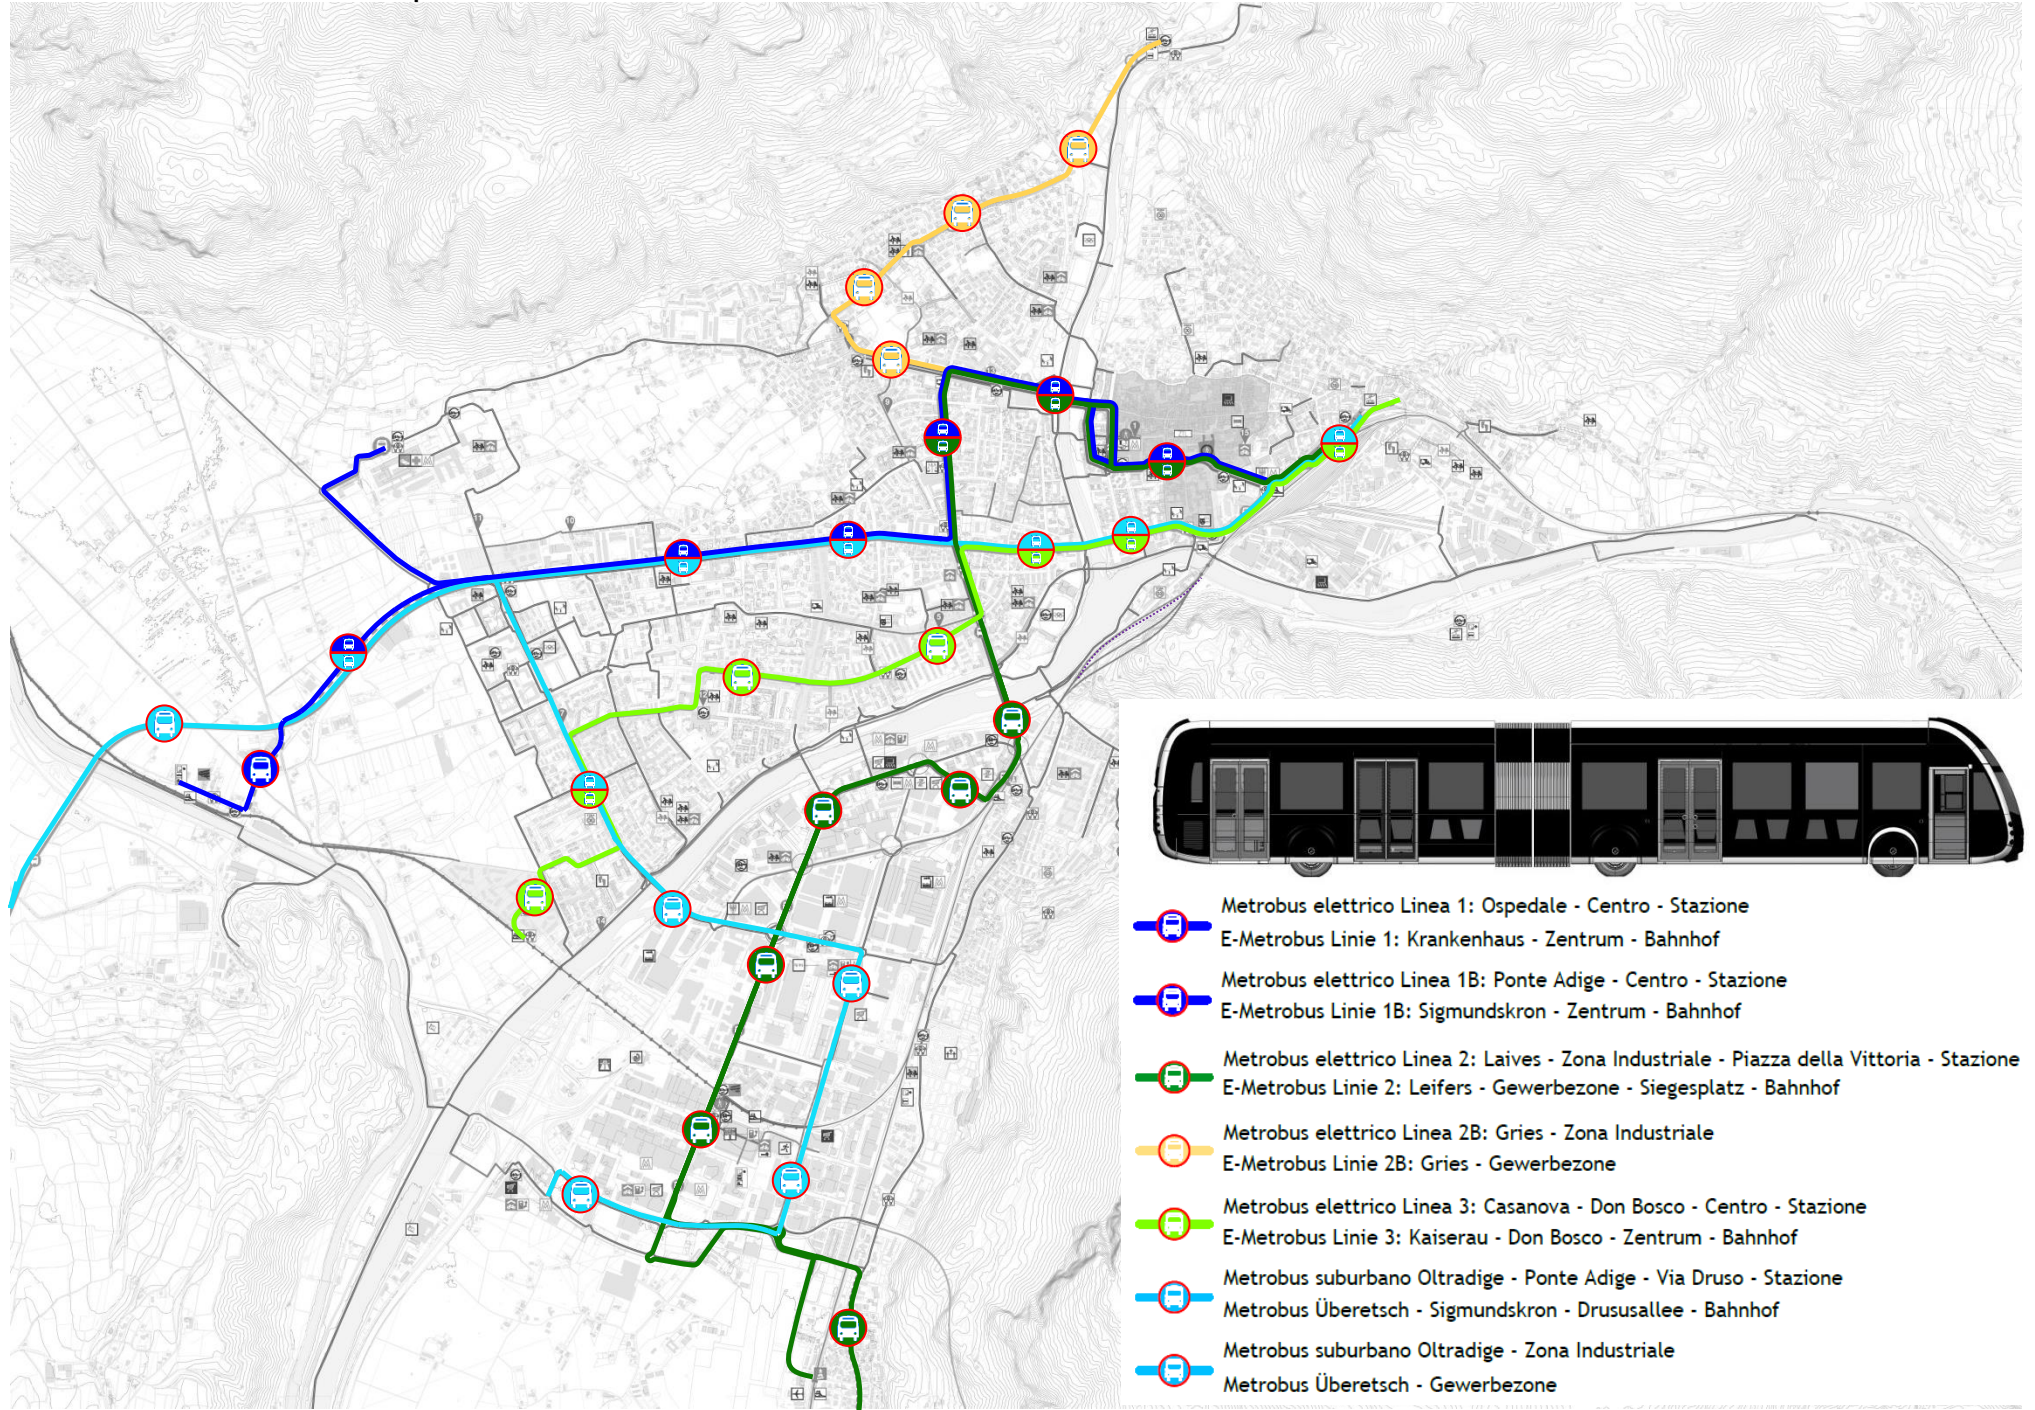 Metrobus elettrico Linea 1: Ospedale - Centro - Stazione
E-Metrobus Linie 1: Krankenhaus - Zentrum - Bahnhof
Metrobus elettrico Linea 1B: Ponte Adige - Centro - Stazione
E-Metrobus Linie 1B: Sigmundskron - Zentrum - Bahnhof
Metrobus elettrico Linea 2: Laives - Zona Industriale - Piazza della Vittoria - Stazione
E-Metrobus Linie 2: Leifers - Gewerbezone - Siegesplatz - Bahnhof
Metrobus elettrico Linea 2B: Gries - Zona Industriale
E-Metrobus Linie 2B: Gries - Gewerbezone
Metrobus elettrico Linea 3: Casanova - Don Bosco - Centro - Stazione
E-Metrobus Linie 3: Kaiserau - Don Bosco - Zentrum - Bahnhof
Metrobus suburbano Oltradige - Ponte Adige - Via Druso - Stazione
Metrobus Überetsch - Sigmundskron - Drususallee - Bahnhof
Metrobus suburbano Oltradige - Zona Industriale
Metrobus Überetsch - Gewerbezone